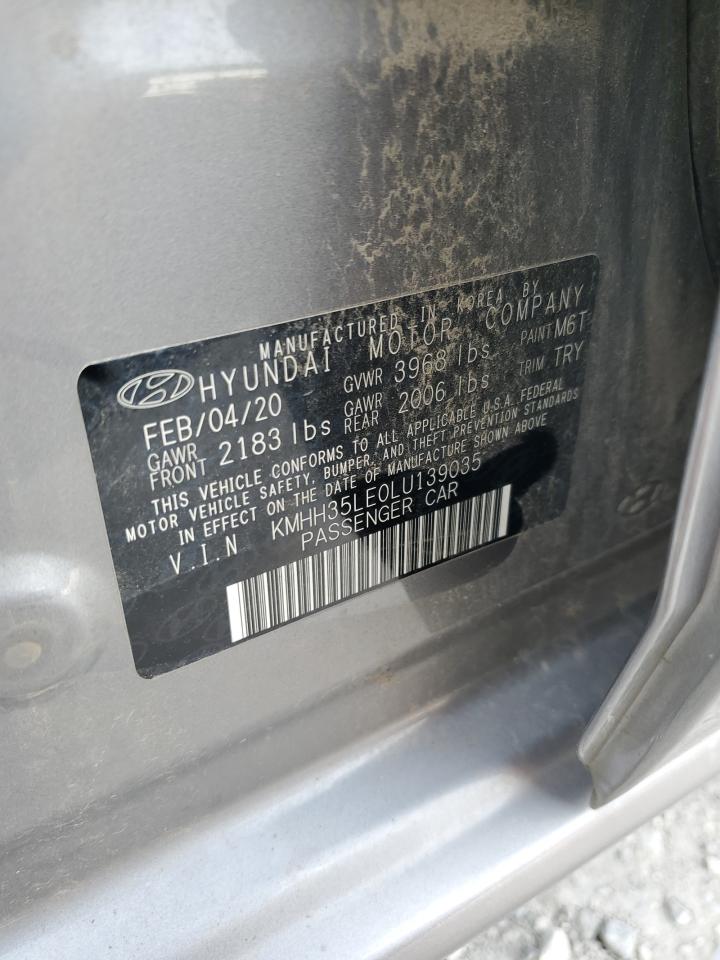 MANUFACTURED IN KOREA BY
HYUNDAI MOTOR COMPANY
FEB/04/20 GVWR 3968 lbs PAINT M6T
GAWR FRONT 2183 lbs GAWR REAR 2006 lbs TRIM TRY
THIS VEHICLE CONFORMS TO ALL APPLICABLE U.S.A. FEDERAL
MOTOR VEHICLE SAFETY, BUMPER, AND THEFT PREVENTION STANDARDS
IN EFFECT ON THE DATE OF MANUFACTURE SHOWN ABOVE
V.I.N KMHH35LE0LU139035
PASSENGER CAR